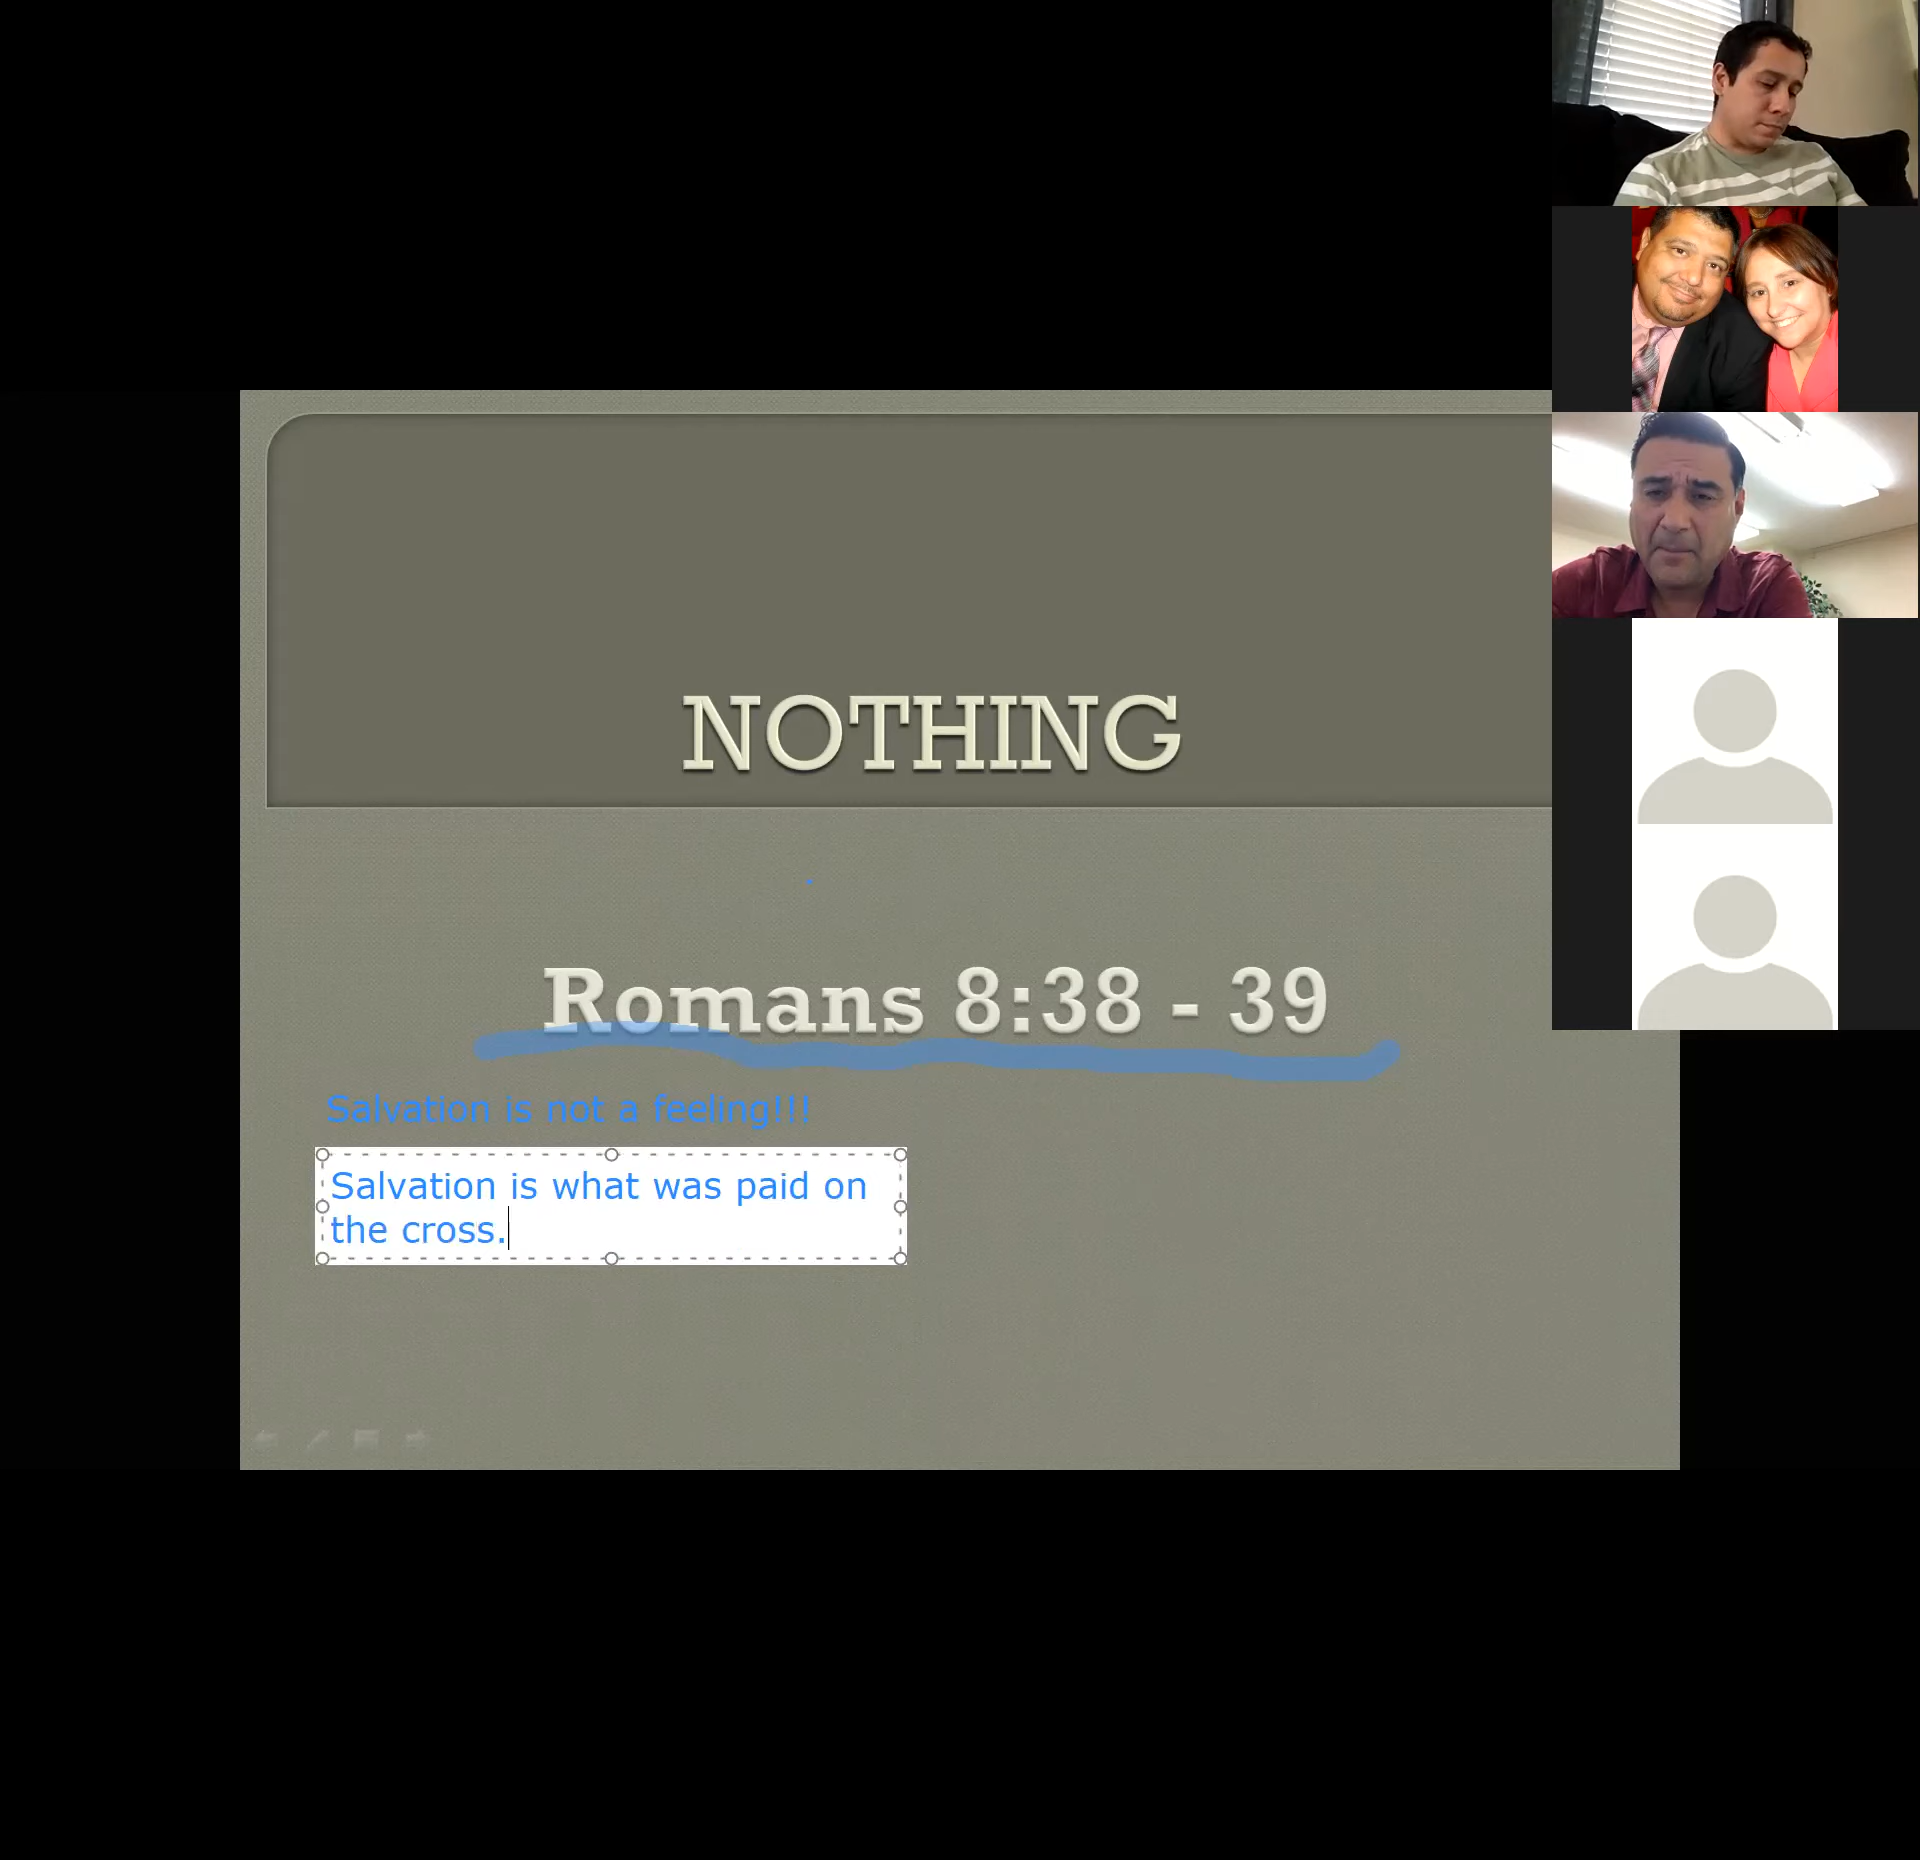 NOTHING
Romans 8:38 - 39
Salvation is not a feeling!!!
Salvation is what was paid on
the cross.